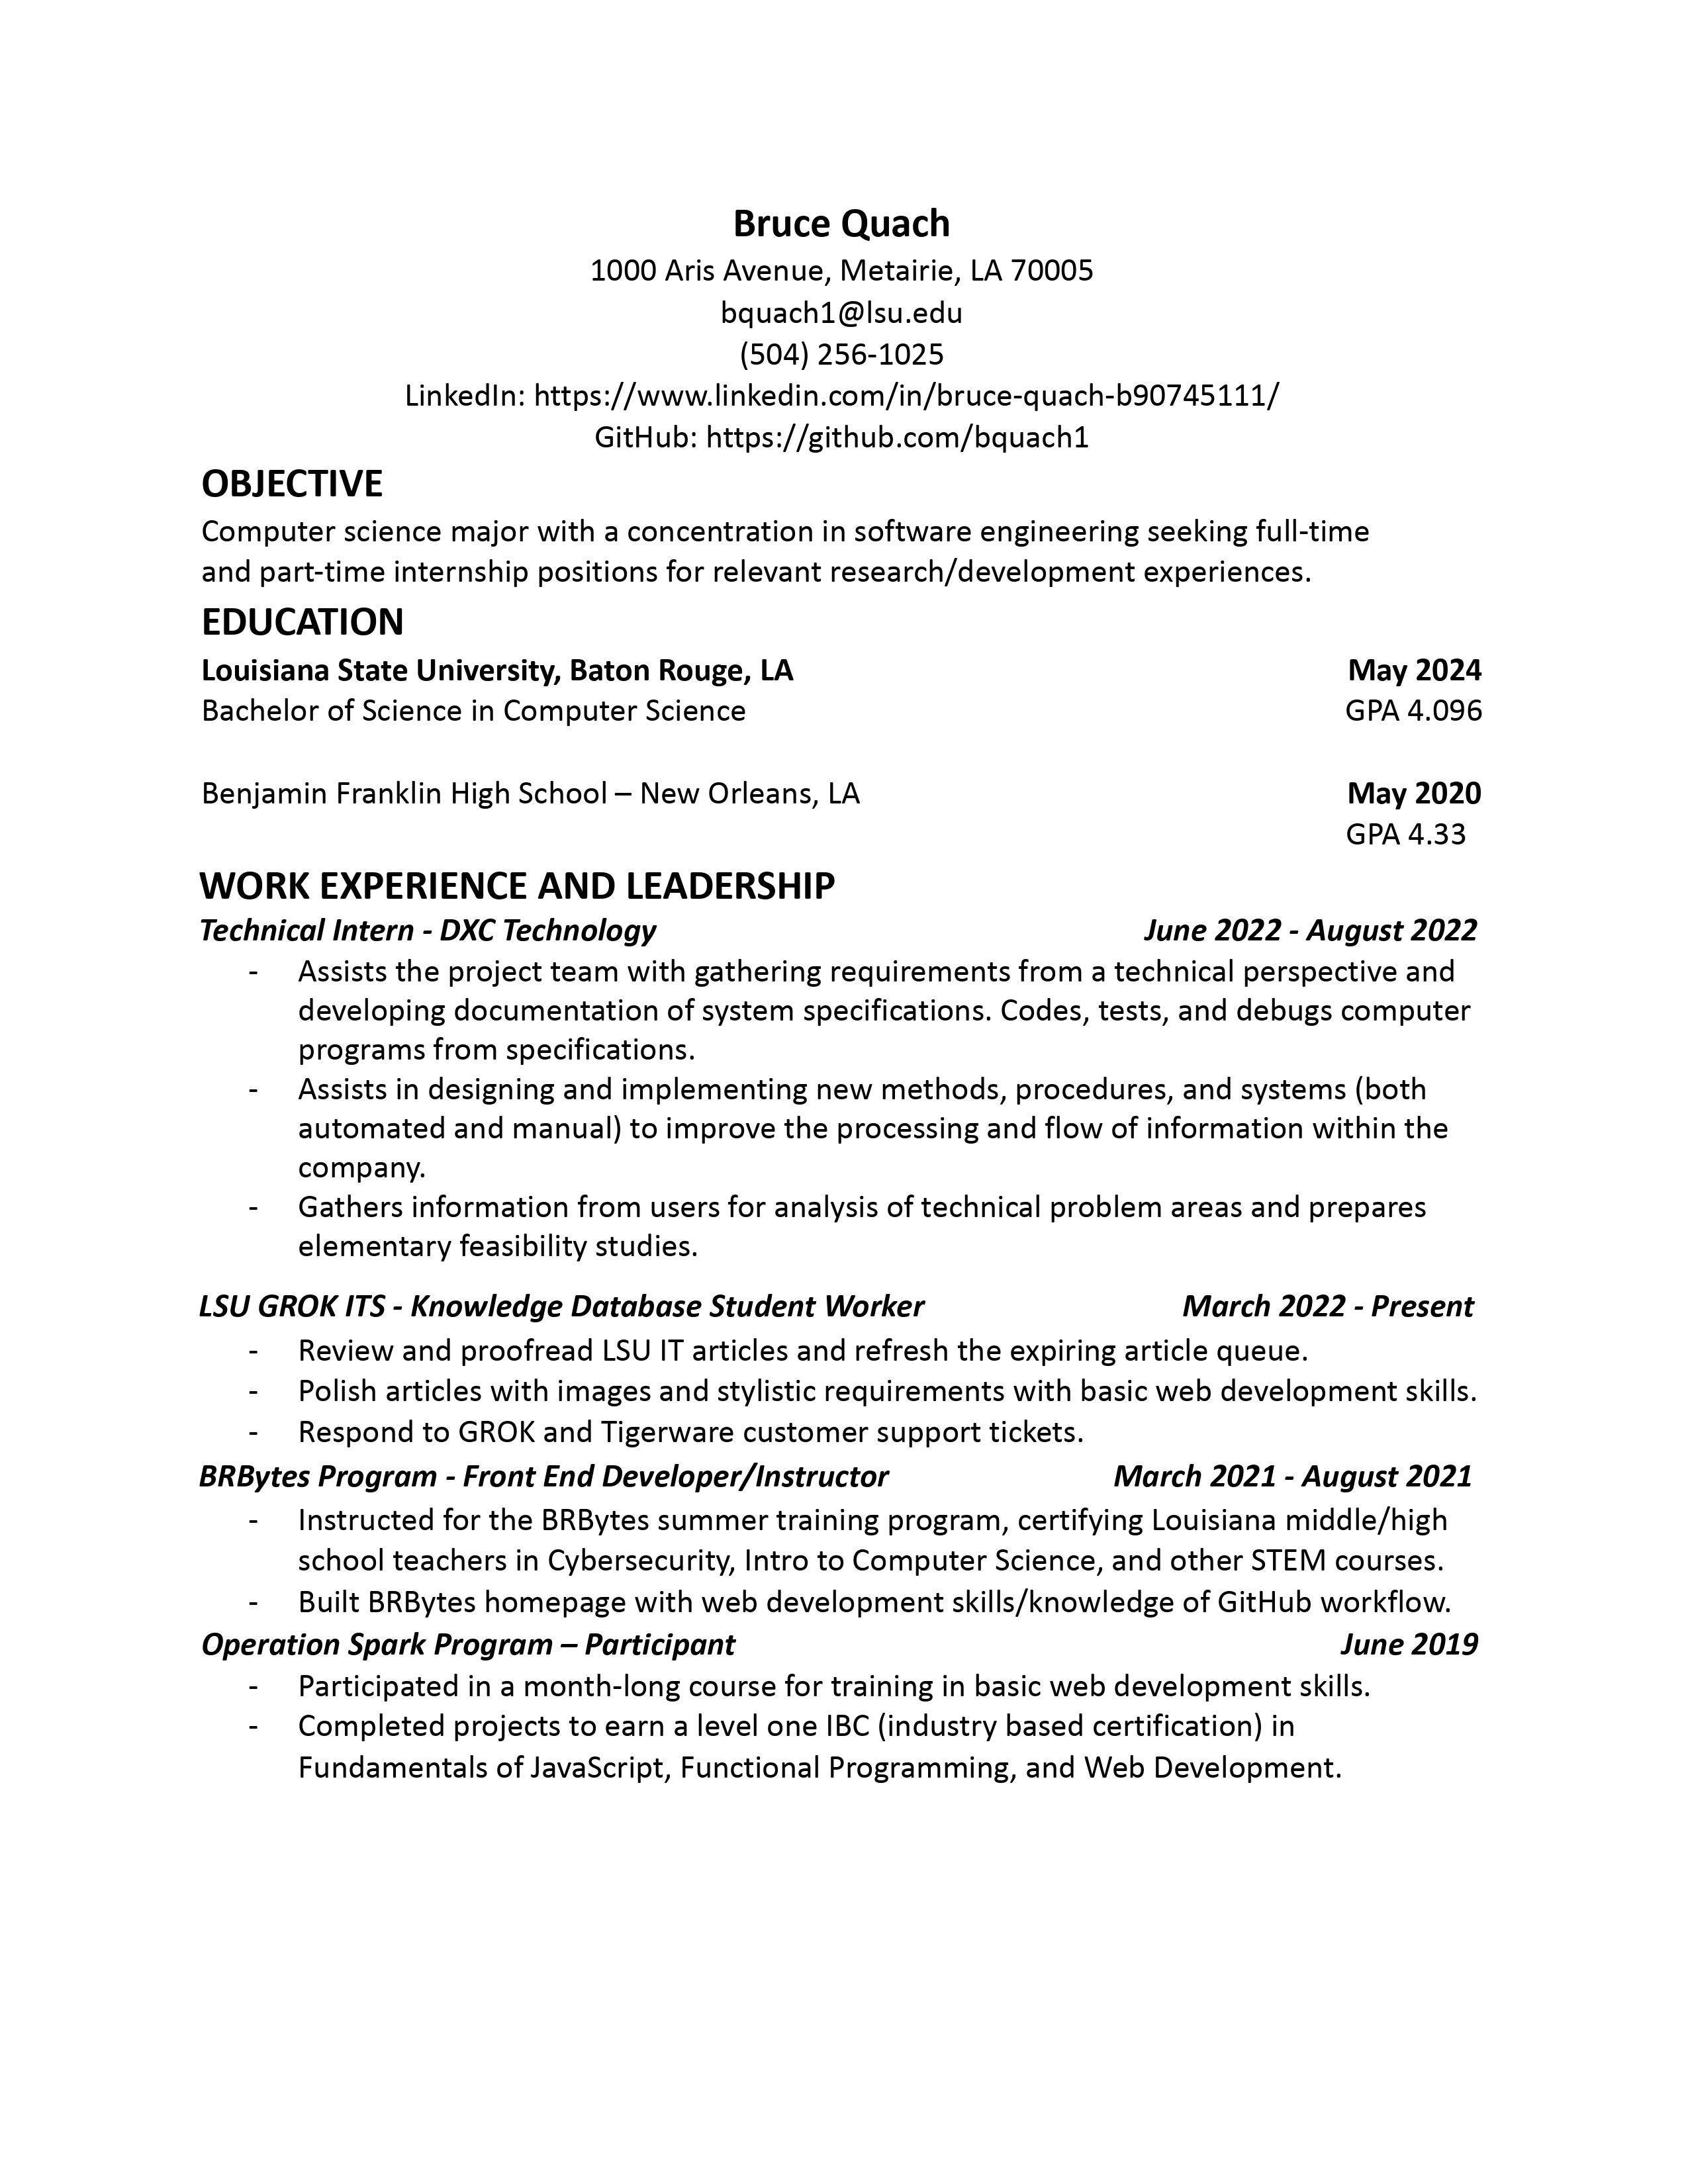 Bruce Quach
1000 Aris Avenue, Metairie, LA 70005
bquach1@lsu.edu
(504) 256-1025
LinkedIn: https://www.linkedin.com/in/bruce-quach-b90745111/
GitHub: https://github.com/bquach1
OBJECTIVE
Computer science major with a concentration in software engineering seeking full-time
and part-time internship positions for relevant research/development experiences.
EDUCATION
Louisiana State University, Baton Rouge, LA May 2024
Bachelor of Science in Computer Science GPA 4.096
Benjamin Franklin High School – New Orleans, LA May 2020
GPA 4.33
WORK EXPERIENCE AND LEADERSHIP
Technical Intern - DXC Technology June 2022 - August 2022
- Assists the project team with gathering requirements from a technical perspective and
developing documentation of system specifications. Codes, tests, and debugs computer
programs from specifications.
- Assists in designing and implementing new methods, procedures, and systems (both
automated and manual) to improve the processing and flow of information within the
company.
- Gathers information from users for analysis of technical problem areas and prepares
elementary feasibility studies.
LSU GROK ITS - Knowledge Database Student Worker March 2022 - Present
- Review and proofread LSU IT articles and refresh the expiring article queue.
- Polish articles with images and stylistic requirements with basic web development skills.
- Respond to GROK and Tigerware customer support tickets.
BRBytes Program - Front End Developer/Instructor March 2021 - August 2021
- Instructed for the BRBytes summer training program, certifying Louisiana middle/high
school teachers in Cybersecurity, Intro to Computer Science, and other STEM courses.
- Built BRBytes homepage with web development skills/knowledge of GitHub workflow.
Operation Spark Program – Participant June 2019
- Participated in a month-long course for training in basic web development skills.
- Completed projects to earn a level one IBC (industry based certification) in
Fundamentals of JavaScript, Functional Programming, and Web Development.